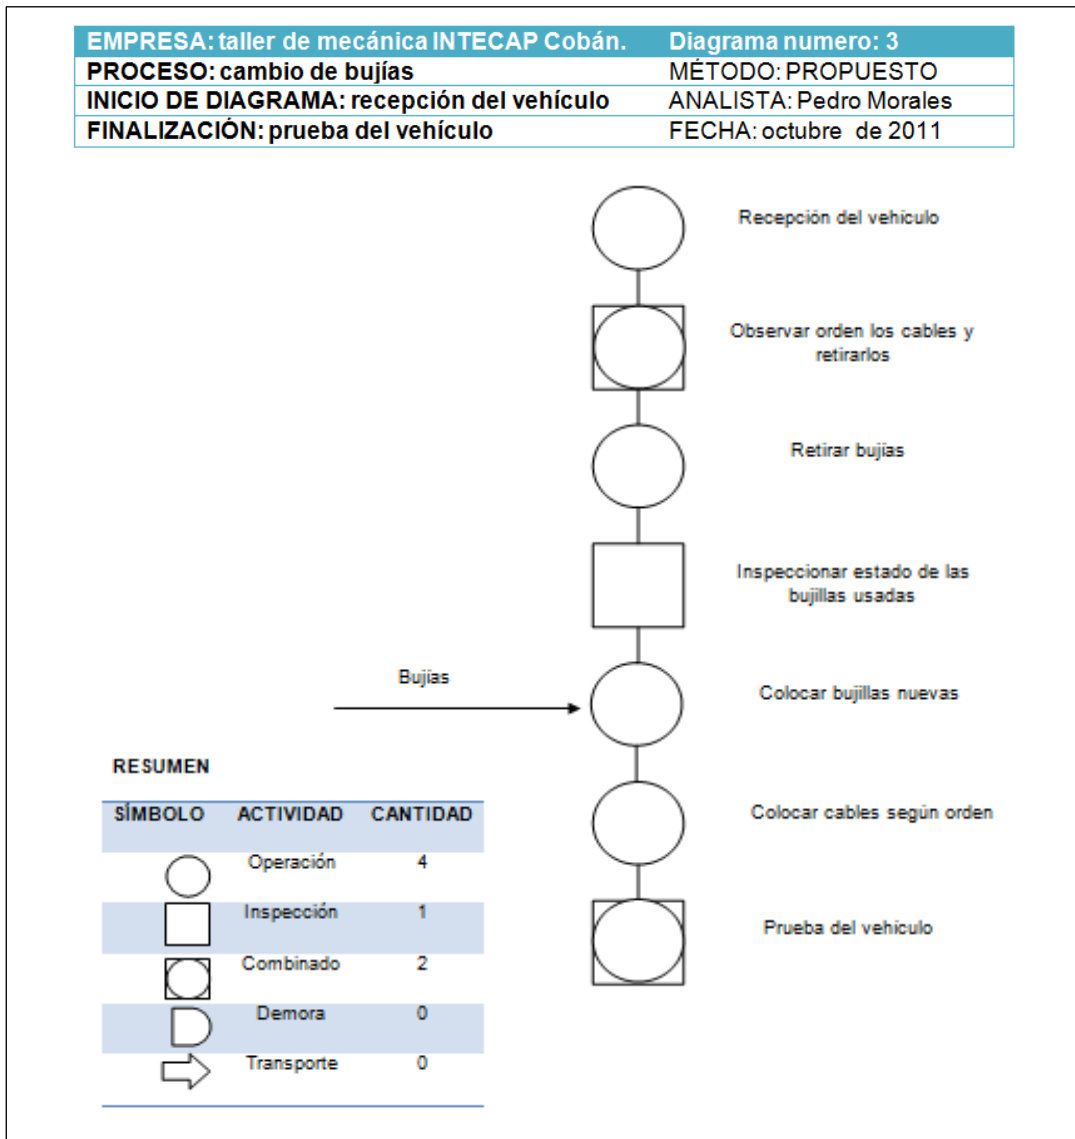 EMPRESA: taller de mecánica INTECAP Cobán. Diagrama numero: 3
PROCESO: cambio de bujías MÉTODO: PROPUESTO
INICIO DE DIAGRAMA: recepción del vehículo ANALISTA: Pedro Morales
FINALIZACIÓN: prueba del vehículo FECHA: octubre de 2011
Recepción del vehículo
Observar orden los cables y
retirarlos
Retirar bujías
Inspeccionar estado de las
bujillas usadas
Bujías
Colocar bujillas nuevas
Colocar cables según orden
Prueba del vehículo
RESUMEN
SÍMBOLO ACTIVIDAD CANTIDAD
Operación 4
Inspección 1
Combinado 2
Demora 0
Transporte 0